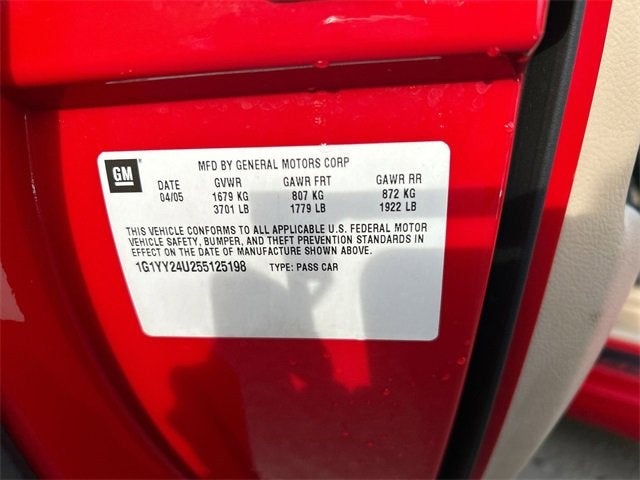 GM
MFD BY GENERAL MOTORS CORP
DATE GVWR GAWR FRT GAWR RR
04/05 1679 KG 807 KG 872 KG
3701 LB 1779 LB 1922 LB
THIS VEHICLE CONFORMS TO ALL APPLICABLE U.S. FEDERAL MOTOR
VEHICLE SAFETY, BUMPER, AND THEFT PREVENTION STANDARDS IN
EFFECT ON THE DATE OF MANUFACTURE SHOWN ABOVE.
1G1YY24U255125198 TYPE: PASS CAR